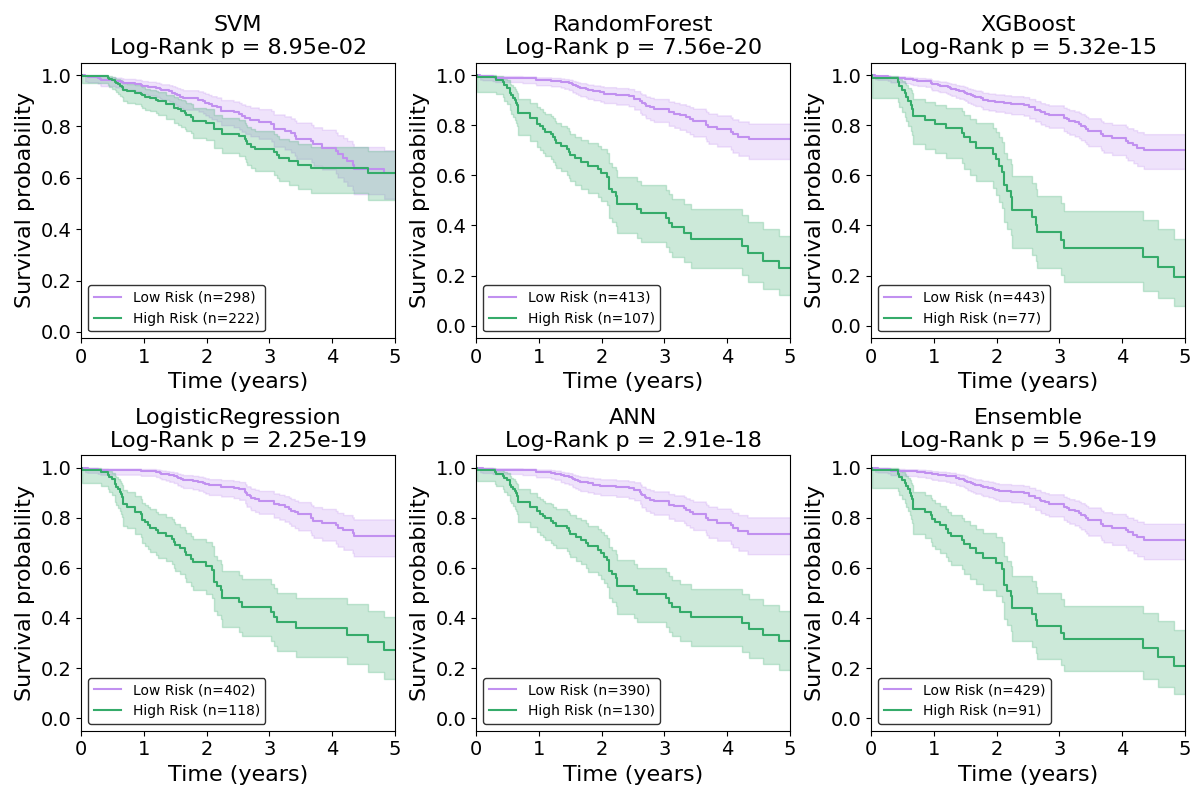 SVM
Log-Rank p = 8.95e-02
Survival probability
1.0
0.8
0.6
0.4
0.2
0.0
Low Risk (n=298)
High Risk (n=222)
0 1 2 3 4 5
Time (years)
RandomForest
Log-Rank p = 7.56e-20
Survival probability
1.0
0.8
0.6
0.4
0.2
0.0
Low Risk (n=413)
High Risk (n=107)
0 1 2 3 4 5
Time (years)
XGBoost
Log-Rank p = 5.32e-15
Survival probability
1.0
0.8
0.6
0.4
0.2
0.0
Low Risk (n=443)
High Risk (n=77)
0 1 2 3 4 5
Time (years)
LogisticRegression
Log-Rank p = 2.25e-19
Survival probability
1.0
0.8
0.6
0.4
0.2
0.0
Low Risk (n=402)
High Risk (n=118)
0 1 2 3 4 5
Time (years)
ANN
Log-Rank p = 2.91e-18
Survival probability
1.0
0.8
0.6
0.4
0.2
0.0
Low Risk (n=390)
High Risk (n=130)
0 1 2 3 4 5
Time (years)
Ensemble
Log-Rank p = 5.96e-19
Survival probability
1.0
0.8
0.6
0.4
0.2
0.0
Low Risk (n=429)
High Risk (n=91)
0 1 2 3 4 5
Time (years)